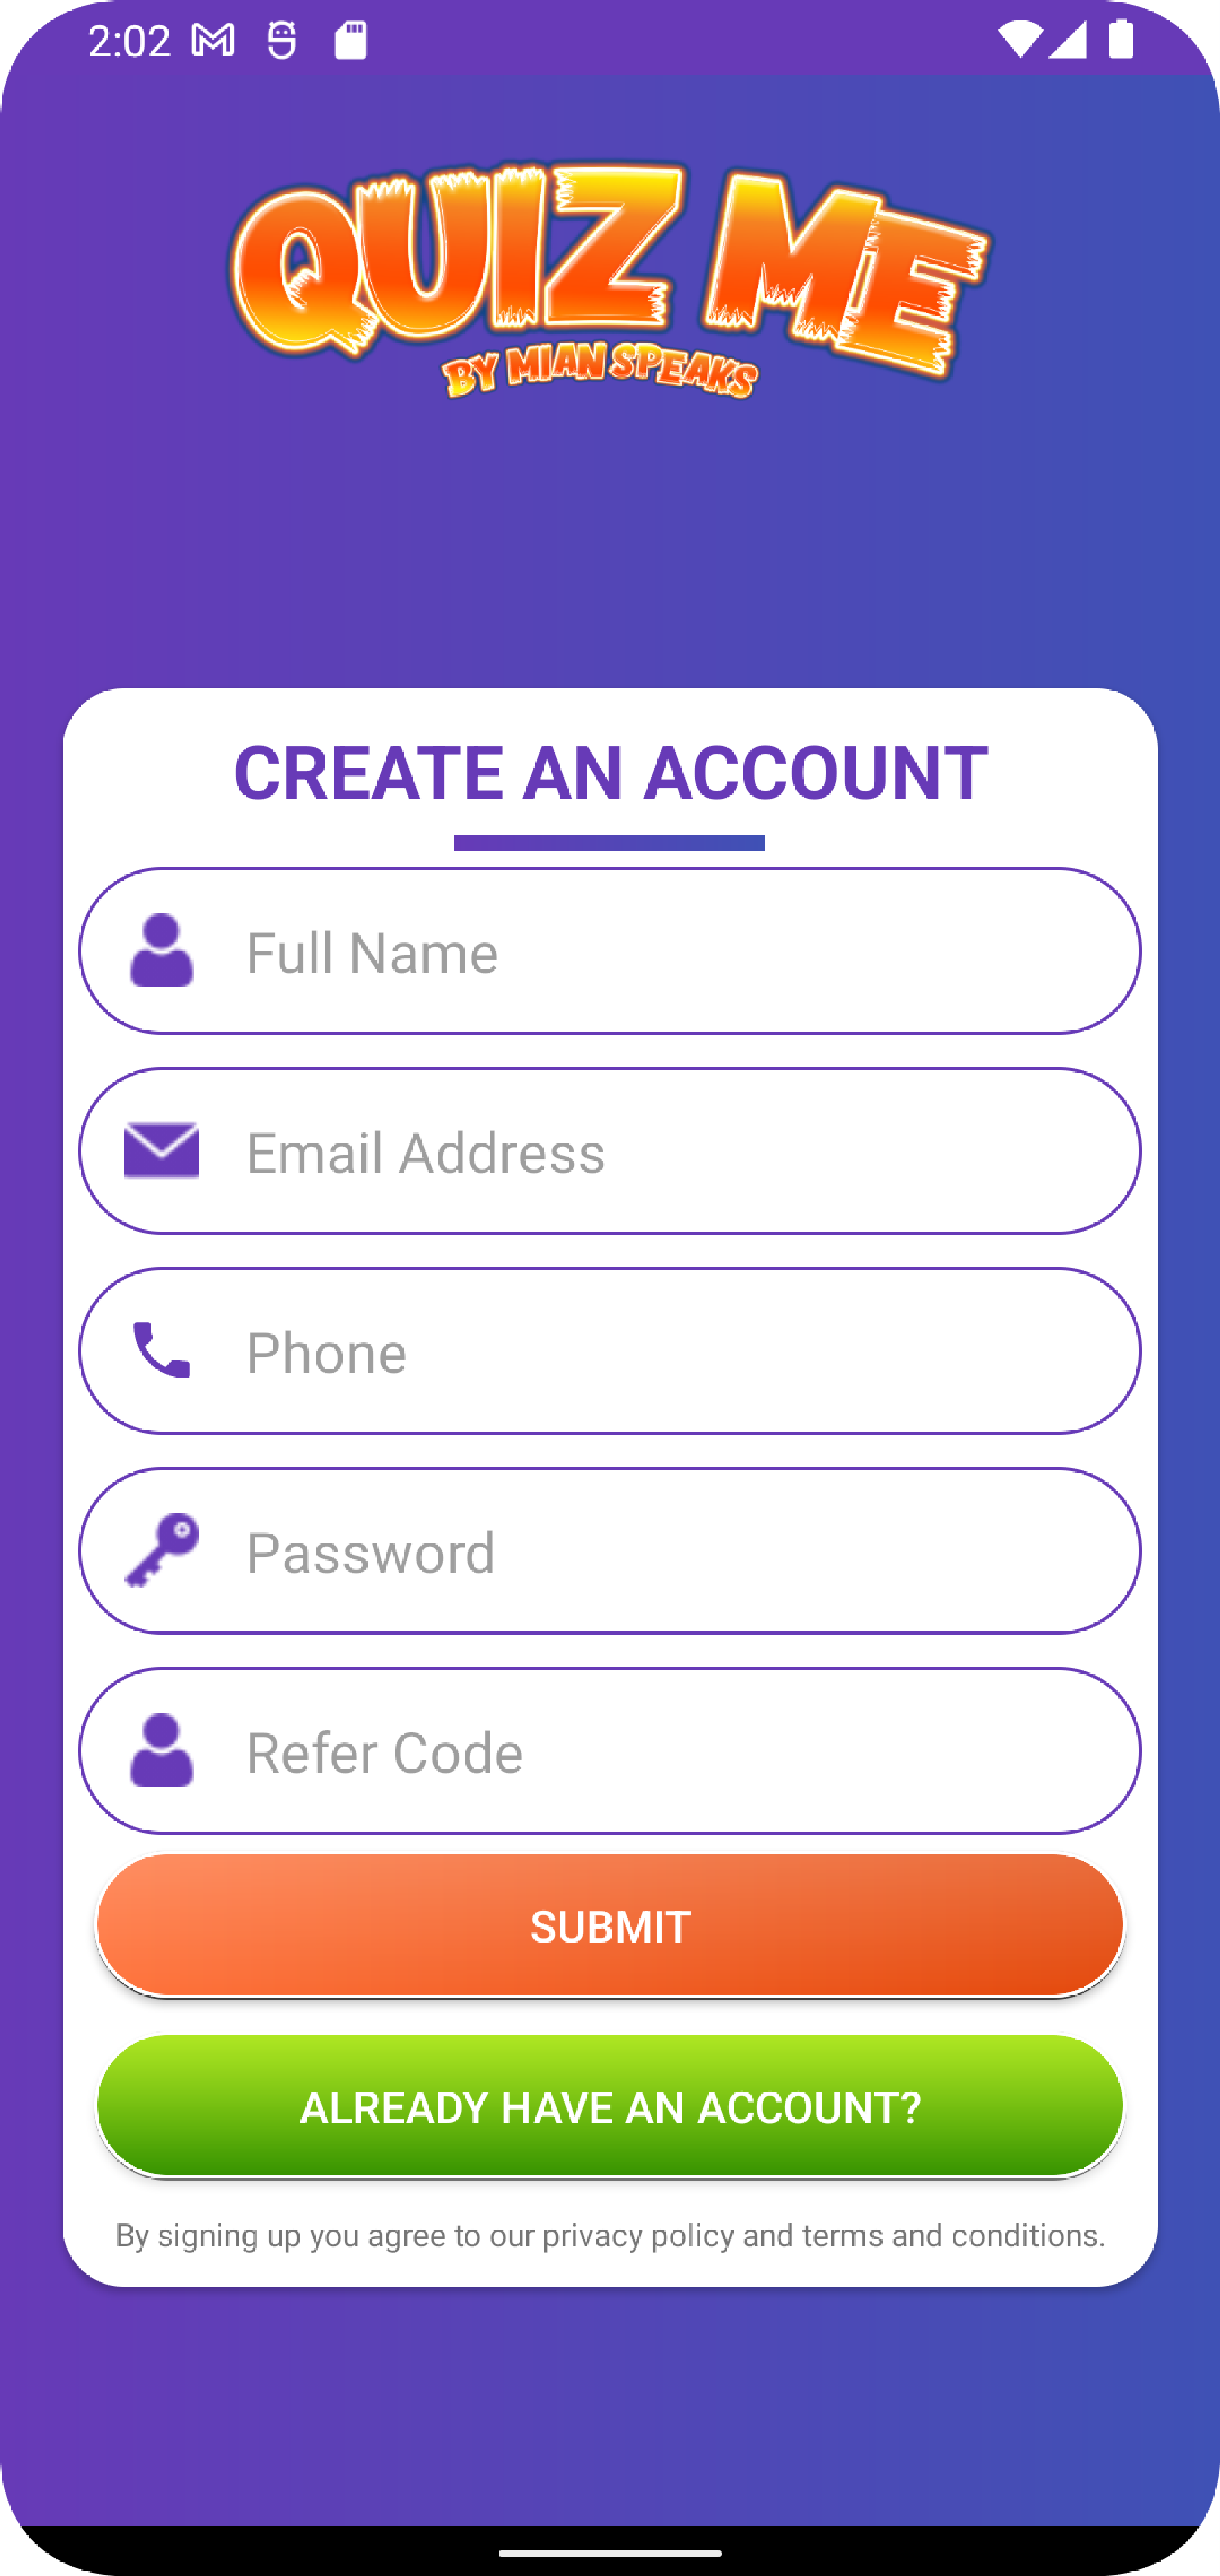 2:02
QUIZ ME
BY MIAN SPEAKS
CREATE AN ACCOUNT
Full Name
Email Address
Phone
Password
Refer Code
SUBMIT
ALREADY HAVE AN ACCOUNT?
By signing up you agree to our privacy policy and terms and conditions.